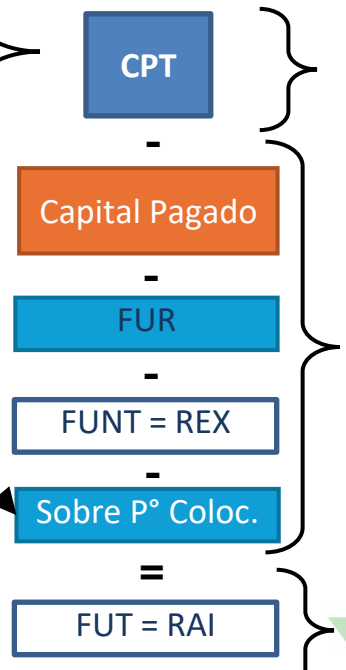 CPT
-
Capital Pagado
-
FUR
-
FUNT = REX
-
Sobre P° Coloc.
=
FUT = RAI